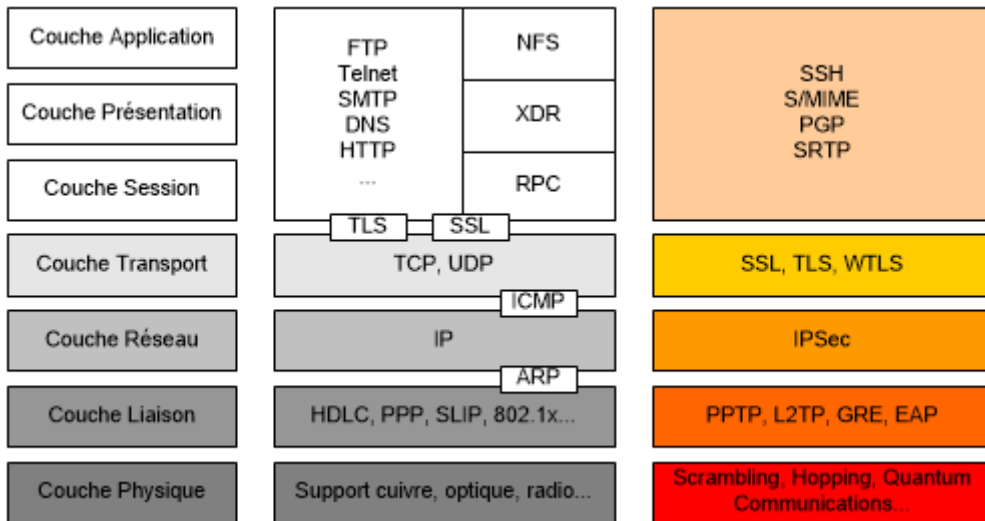 Couche Application
Couche Présentation
Couche Session
Couche Transport
Couche Réseau
Couche Liaison
Couche Physique
FTP
Telnet
SMTP
DNS
HTTP
...
NFS
XDR
RPC
TLS
SSL
TCP, UDP
ICMP
IP
ARP
HDLC, PPP, SLIP, 802.1x...
Support cuivre, optique, radio...
SSH
S/MIME
PGP
SRTP
SSL, TLS, WTLS
IPSec
PPTP, L2TP, GRE, EAP
Scrambling, Hopping, Quantum
Communications...